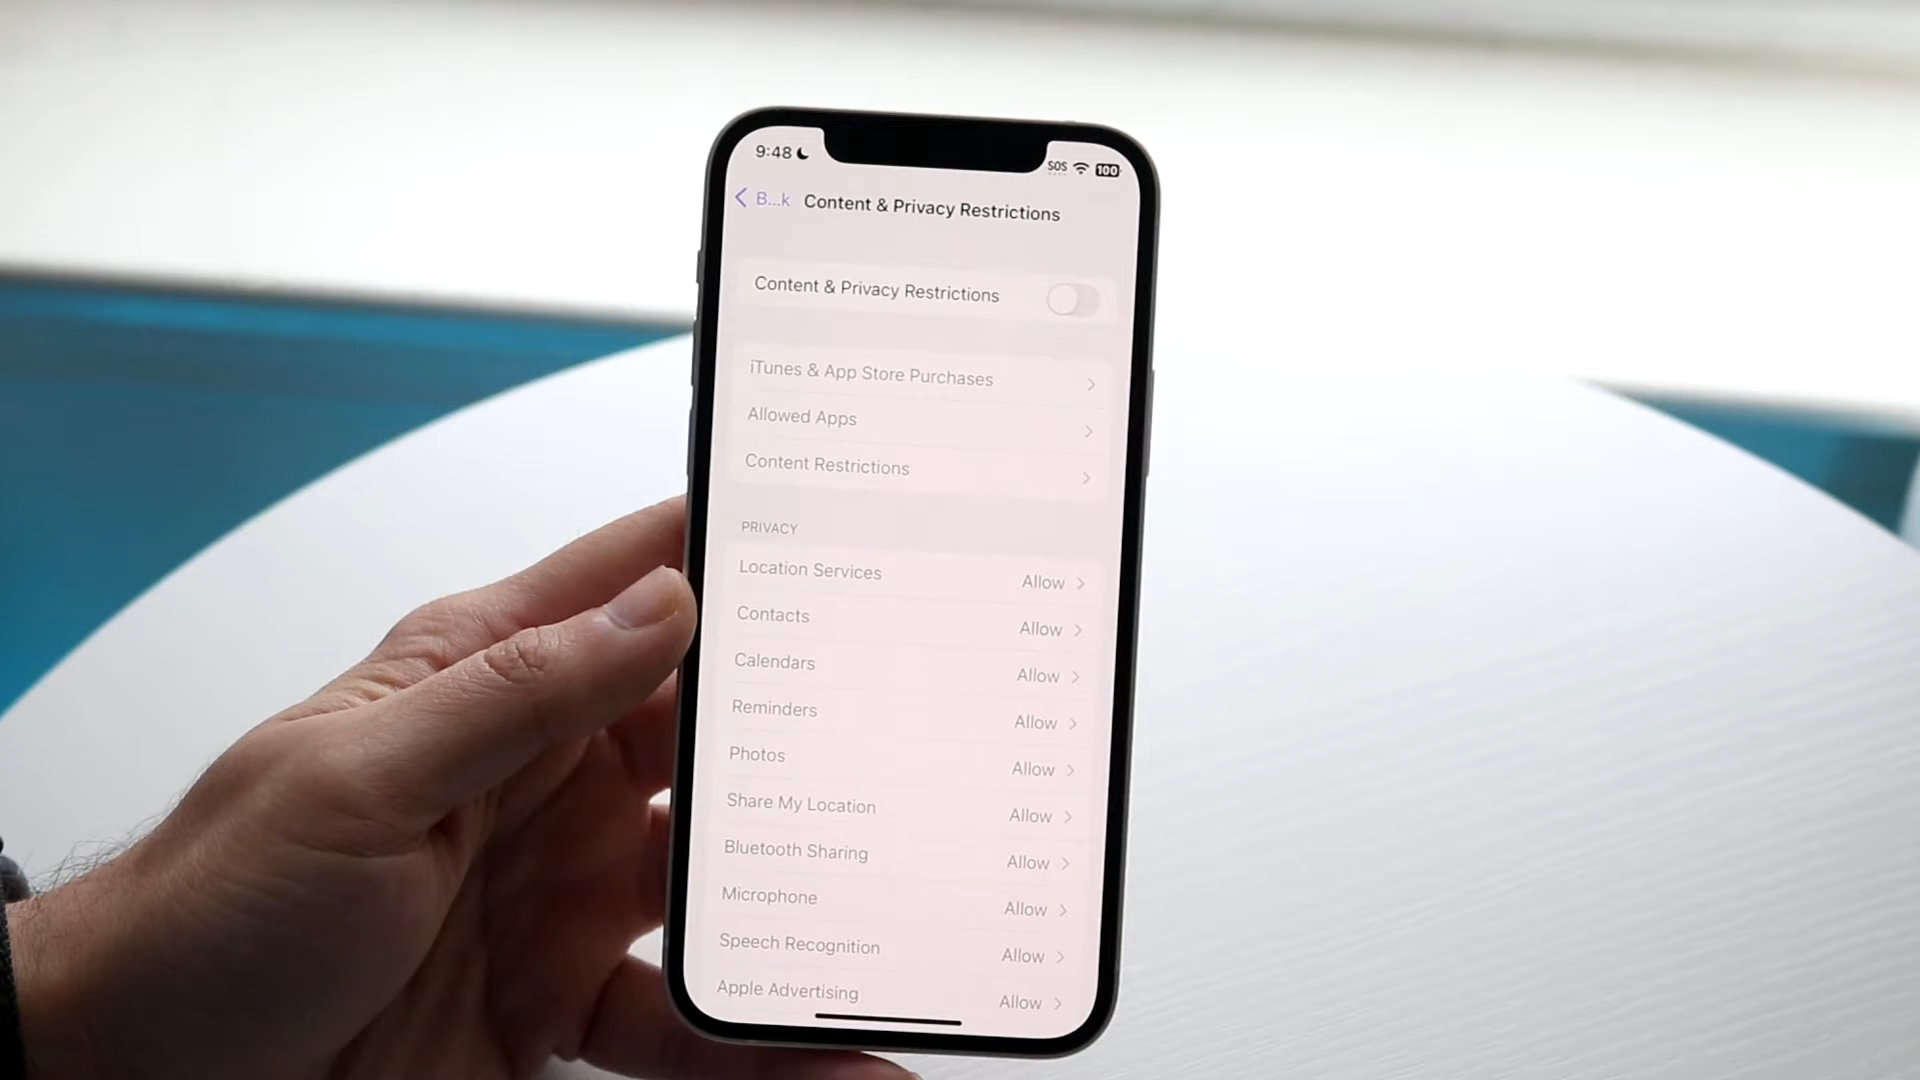 9:48
SOS 100
B...k Content & Privacy Restrictions
Content & Privacy Restrictions
iTunes & App Store Purchases
Allowed Apps
Content Restrictions
PRIVACY
Location Services Allow
Contacts Allow
Calendars Allow
Reminders Allow
Photos Allow
Share My Location Allow
Bluetooth Sharing Allow
Microphone Allow
Speech Recognition Allow
Apple Advertising Allow